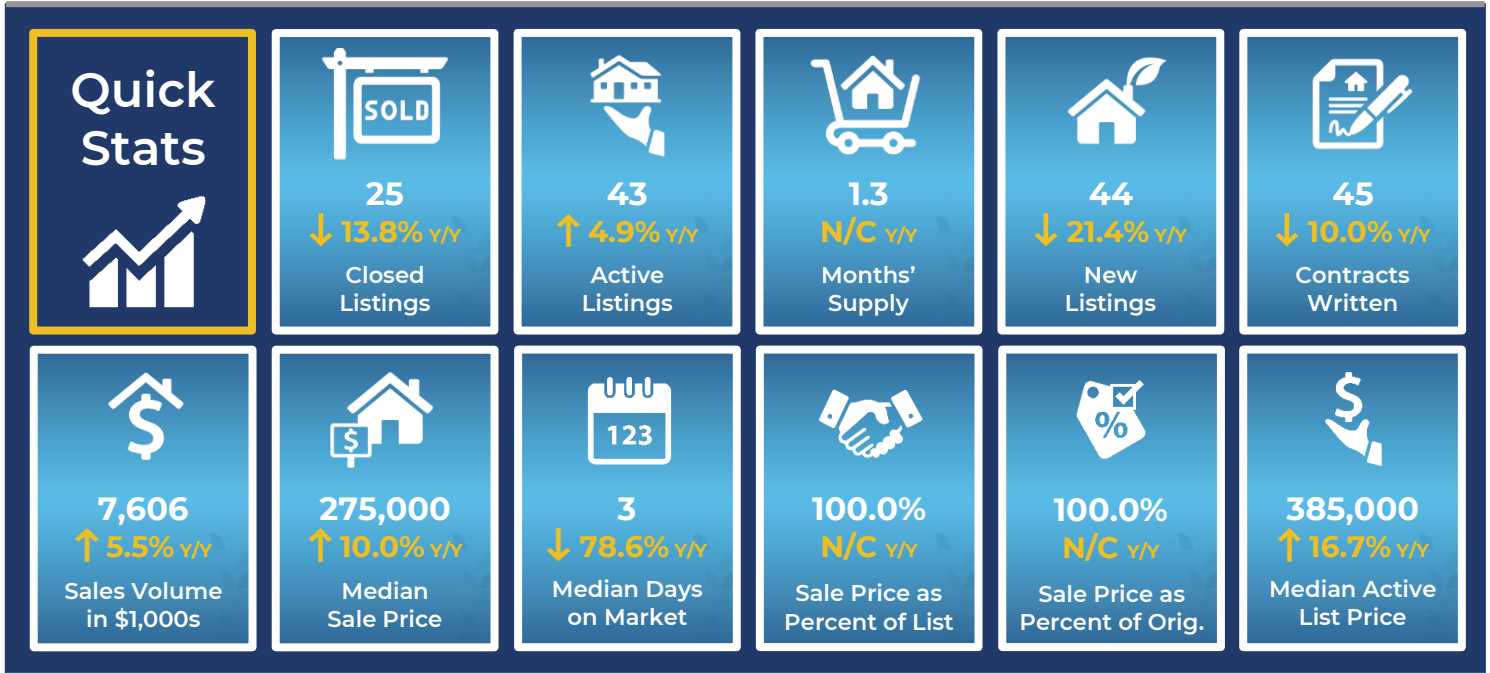 Quick
Stats
SOLD
25
↓ 13.8% Y/Y
Closed
Listings
43
↑ 4.9% Y/Y
Active
Listings
1.3
N/C Y/Y
Months’
Supply
44
↓ 21.4% Y/Y
New
Listings
45
↓ 10.0% Y/Y
Contracts
Written
$
7,606
↑ 5.5% Y/Y
Sales Volume
in $1,000s
$
275,000
↑ 10.0% Y/Y
Median
Sale Price
123
3
↓ 78.6% Y/Y
Median Days
on Market
100.0%
N/C Y/Y
Sale Price as
Percent of List
%
100.0%
N/C Y/Y
Sale Price as
Percent of Orig.
$
385,000
↑ 16.7% Y/Y
Median Active
List Price